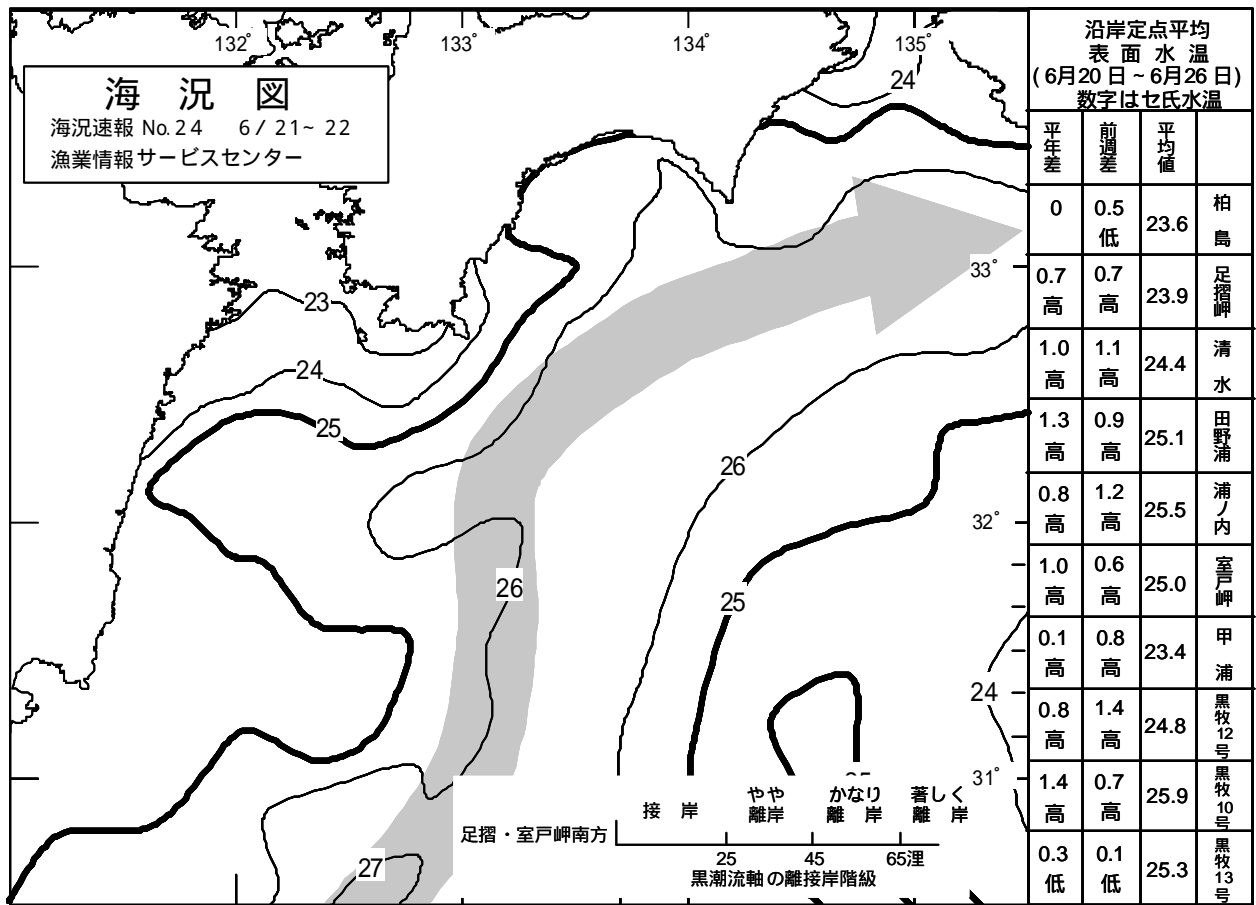 132°
133°
134°
135°
海 況 図
海況速報 No.24 6/21~22
漁業情報サービスセンター
24
23
24
25
33°
26
32°
26
25
24
31°
27
接 岸
やや
離岸
かなり
離 岸
著しく
離 岸
足摺・室戸岬南方
25
45
65浬
黒潮流軸の離接岸階級
沿岸定点平均
表 面 水 温
(6月20日~6月26日)
数字はセ氏水温
平年差 前週差 平均値
0 0.5低 23.6 柏島
0.7高 0.7高 23.9 足摺岬
1.0高 1.1高 24.4 清水
1.3高 0.9高 25.1 田野浦
0.8高 1.2高 25.5 浦ノ内
1.0高 0.6高 25.0 室戸岬
0.1高 0.8高 23.4 甲浦
0.8高 1.4高 24.8 黒牧12号
1.4高 0.7高 25.9 黒牧10号
0.3低 0.1低 25.3 黒牧13号